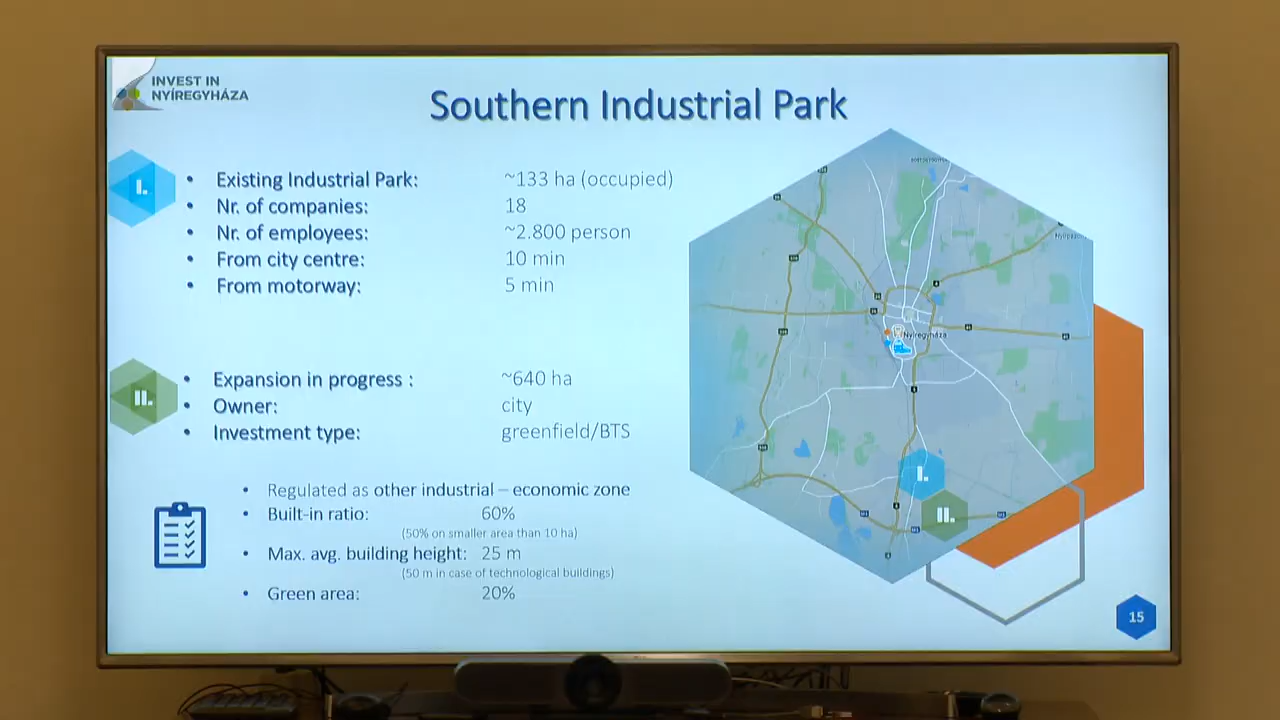 INVEST IN
NYÍREGYHÁZA
Southern Industrial Park
I.
• Existing Industrial Park: ~133 ha (occupied)
• Nr. of companies: 18
• Nr. of employees: ~2.800 person
• From city centre: 10 min
• From motorway: 5 min
II.
• Expansion in progress : ~640 ha
• Owner: city
• Investment type: greenfield/BTS
• Regulated as other industrial – economic zone
• Built-in ratio: 60%
(50% on smaller area than 10 ha)
• Max. avg. building height: 25 m
(50 m in case of technological buildings)
• Green area: 20%
Nyíregyháza
I.
II.
15